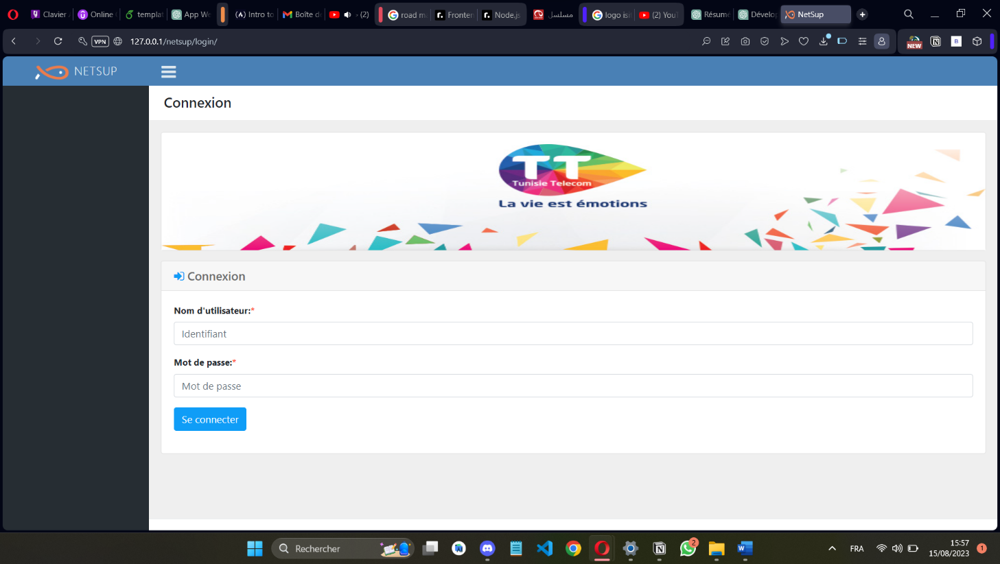 Clavier
Online
templat
App We
Intro to
Boîte de
(2)
road m
Fronten
Node.js
مسلسل
logo isi
(2) YouT
Résumé
Dévelop
NetSup
VPN
127.0.0.1/netsup/login/
NEW
B
NETSUP
Connexion
TT
Tunisie Telecom
La vie est émotions
Connexion
Nom d'utilisateur:*
Identifiant
Mot de passe:*
Mot de passe
Se connecter
Rechercher
2
FRA
15:57
15/08/2023
1